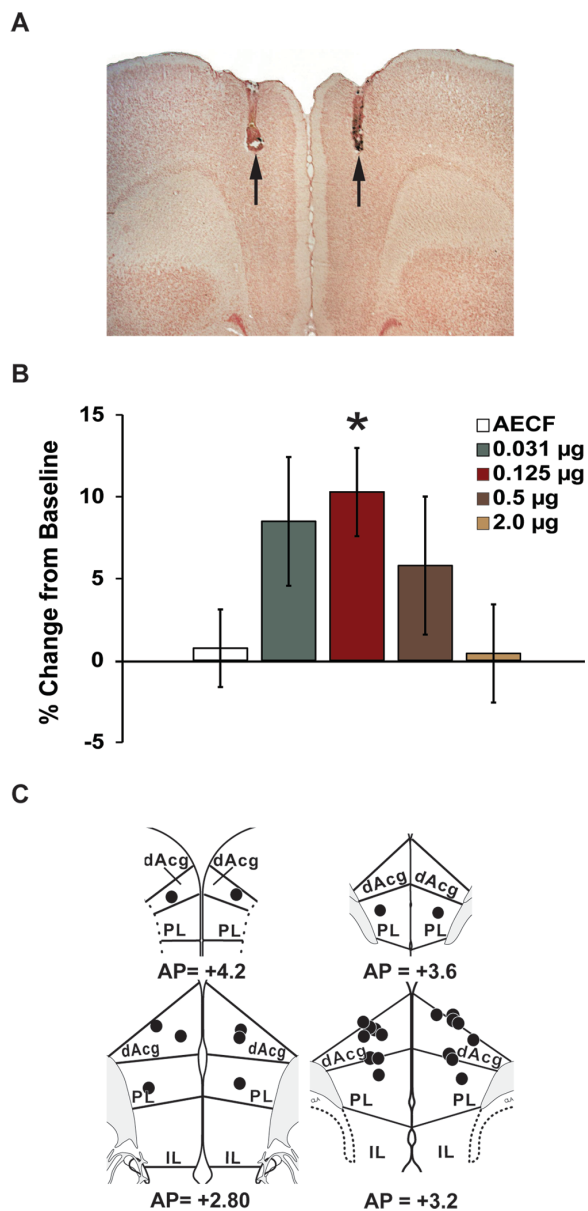 A
B
% Change from Baseline
15
10
5
0
-5
*
AECF
0.031 µg
0.125 µg
0.5 µg
2.0 µg
C
dAcg dAcg
PL PL
AP= +4.2
dAcg dAcg
PL PL
AP = +3.6
dAcg dAcg
PL PL
IL IL
AP= +2.80
dAcg dAcg
PL PL
IL IL
AP = +3.2